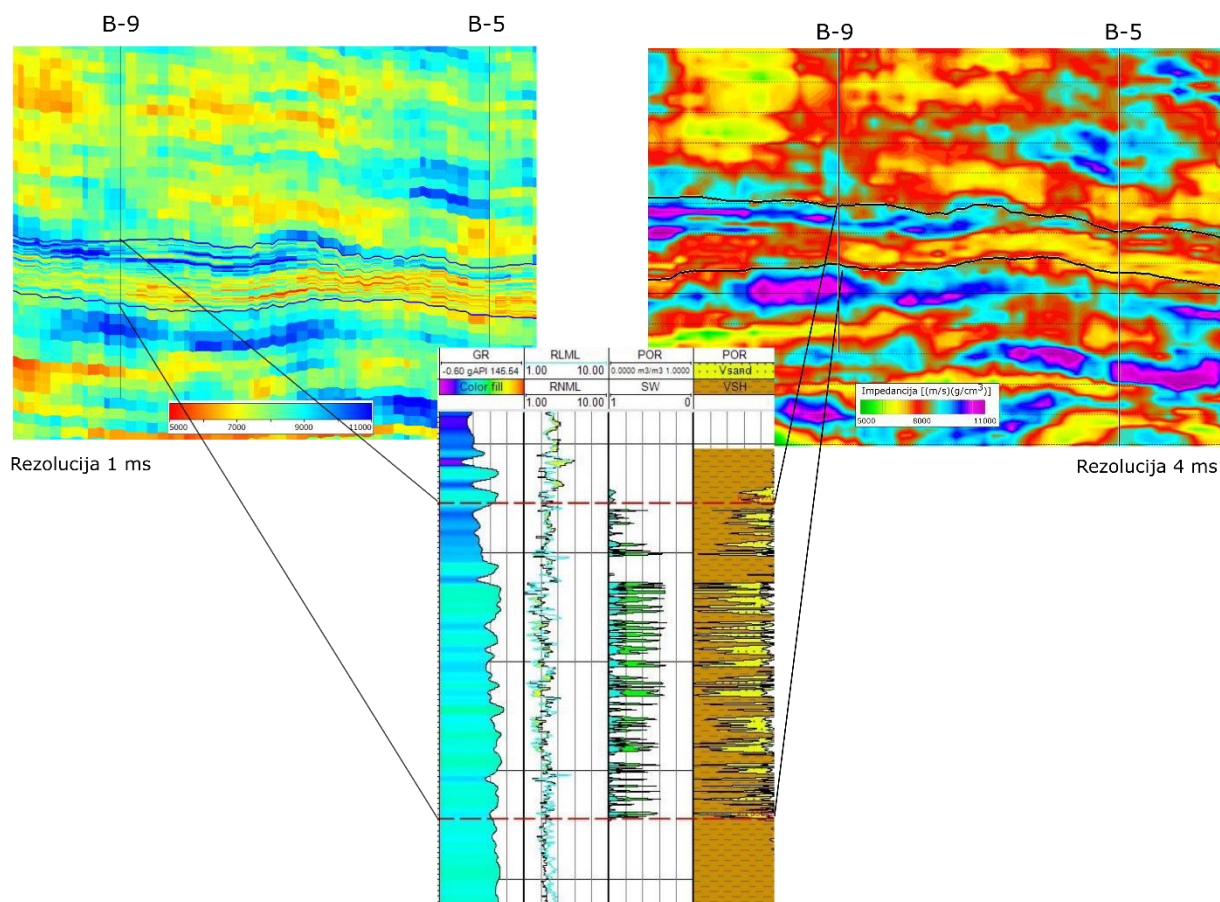 B-9
B-5
B-9
B-5
5000 7000 9000 11000
Rezolucija 1 ms
Impedancija [(m/s)(g/cm³)]
5000 8000 11000
Rezolucija 4 ms
GR RLML POR POR
-0.60 gAPI 145.54 1.00 10.00 0.0000 m3/m3 1.0000 Vsand
Color fill RNML SW VSH
1.00 10.00 1 0